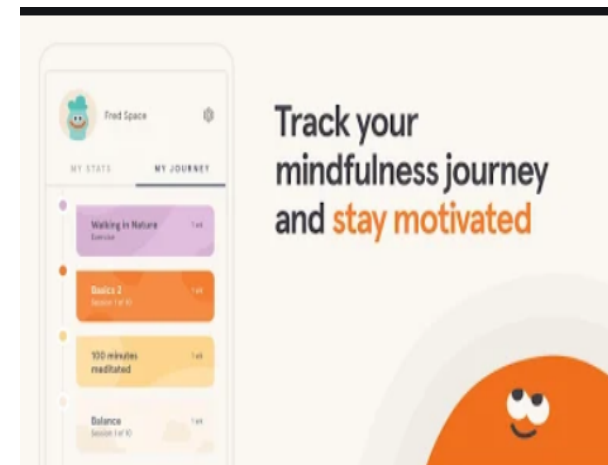 Fred Space
MY STATS
MY JOURNEY
Walking in Nature
Exercise
Basics 2
Session 1 of 10
100 minutes
meditated
Balance
Session 1 of 10
Track your
mindfulness journey
and stay motivated